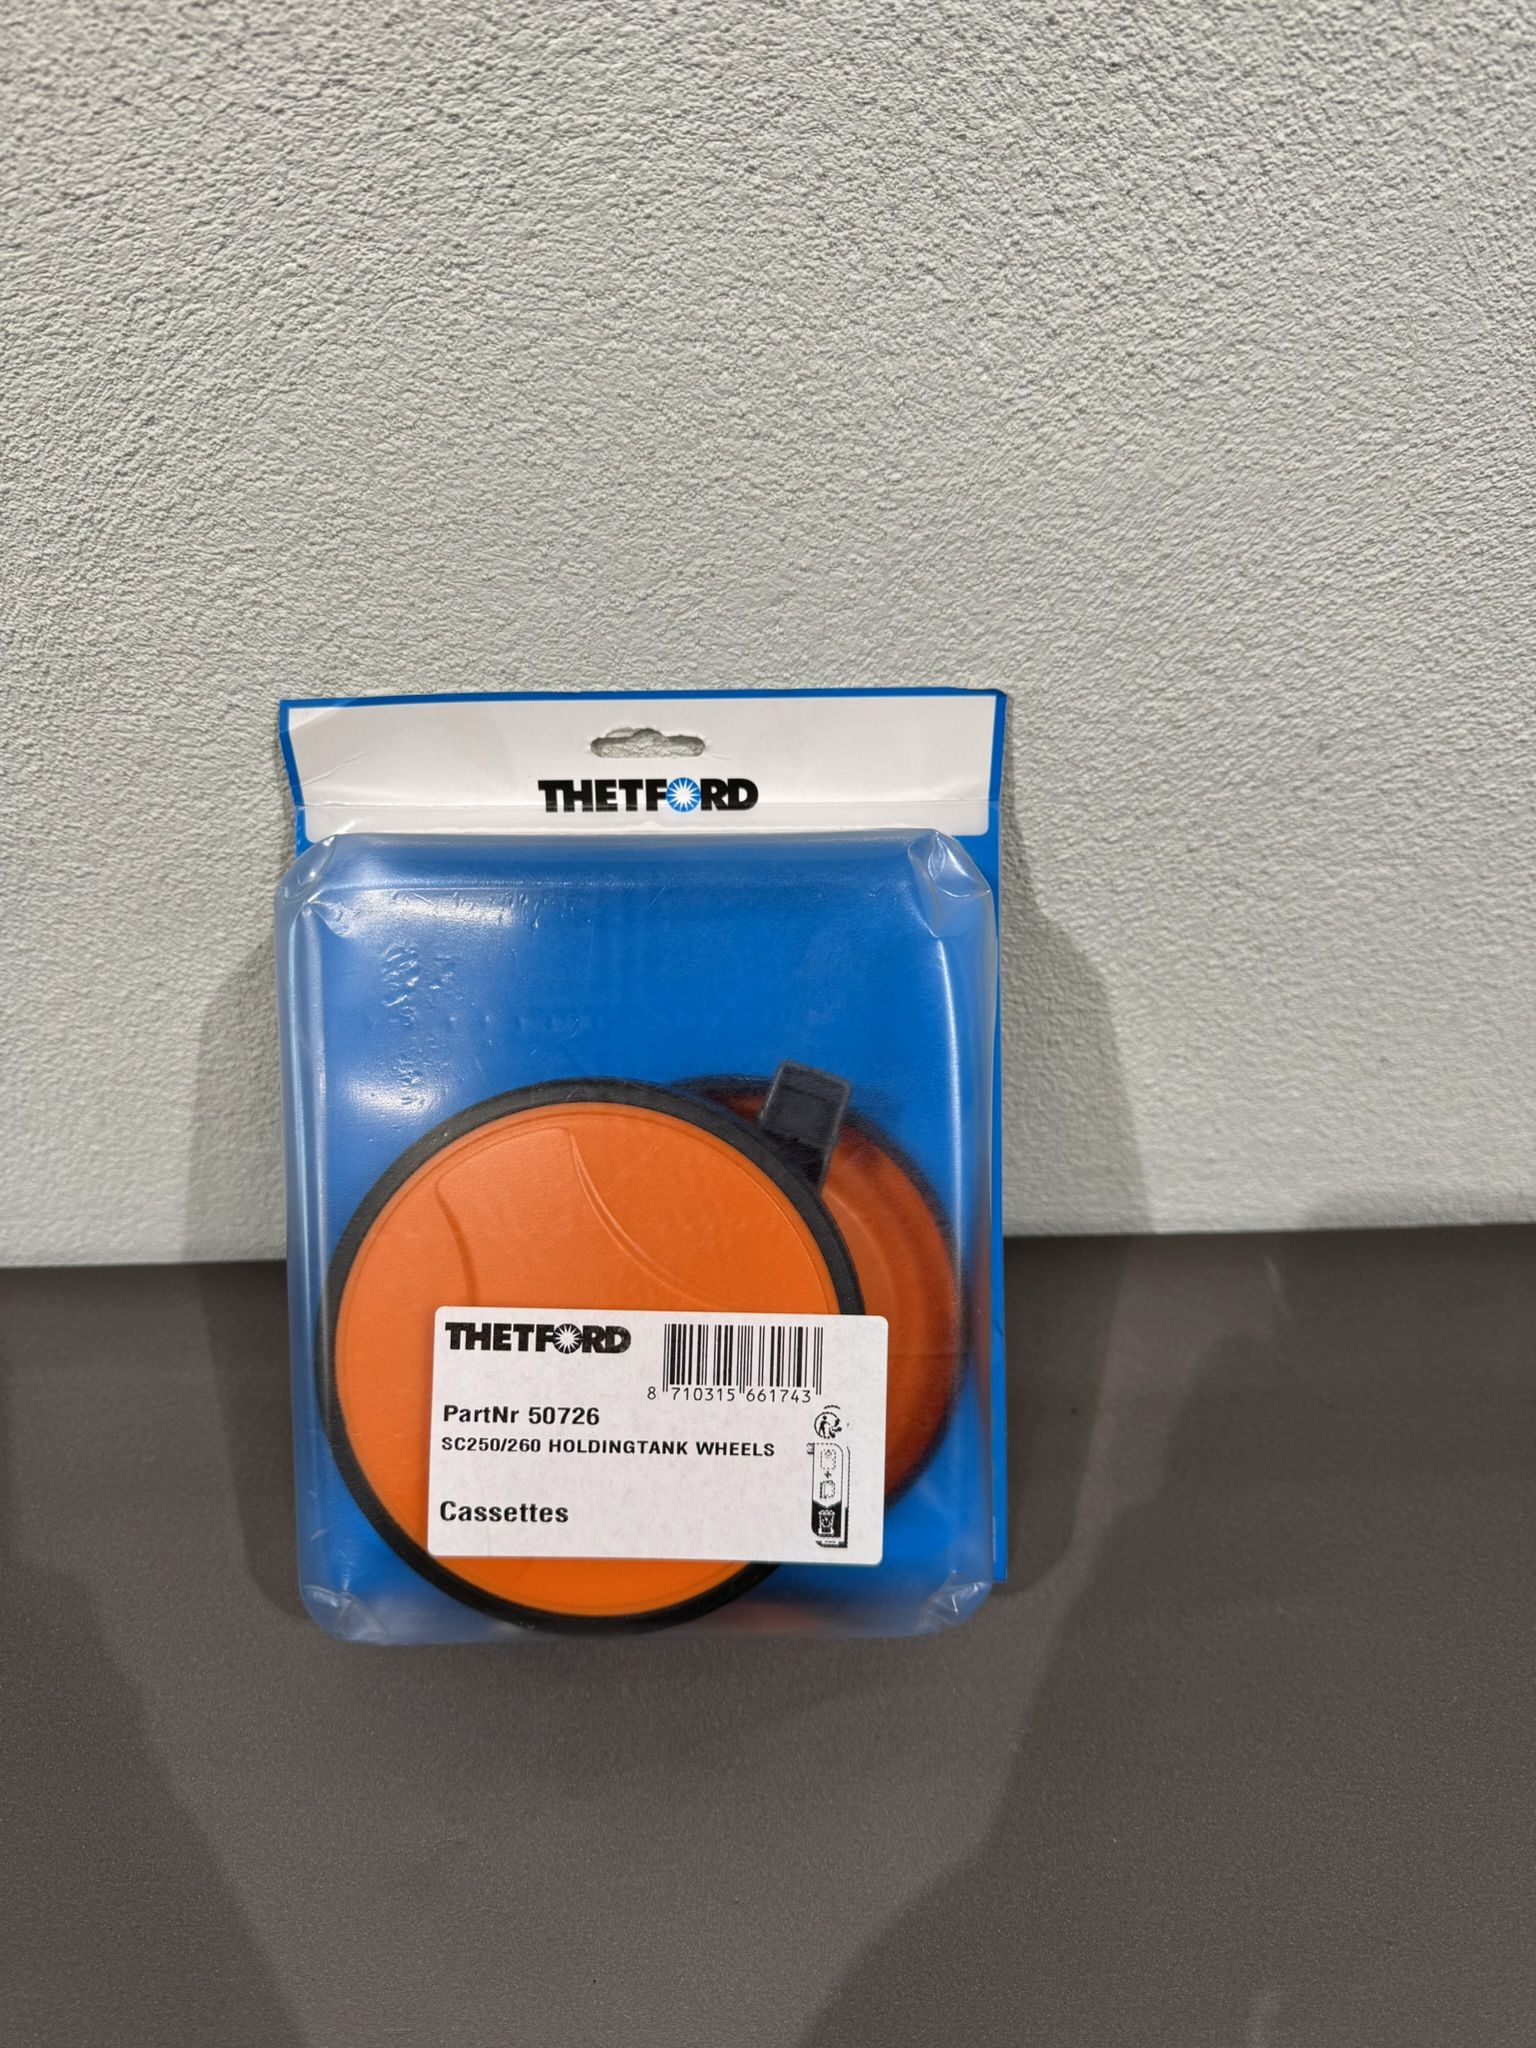 THETFORD
THETFORD
8 710315 661743
PartNr 50726
SC250/260 HOLDINGTANK WHEELS
Cassettes